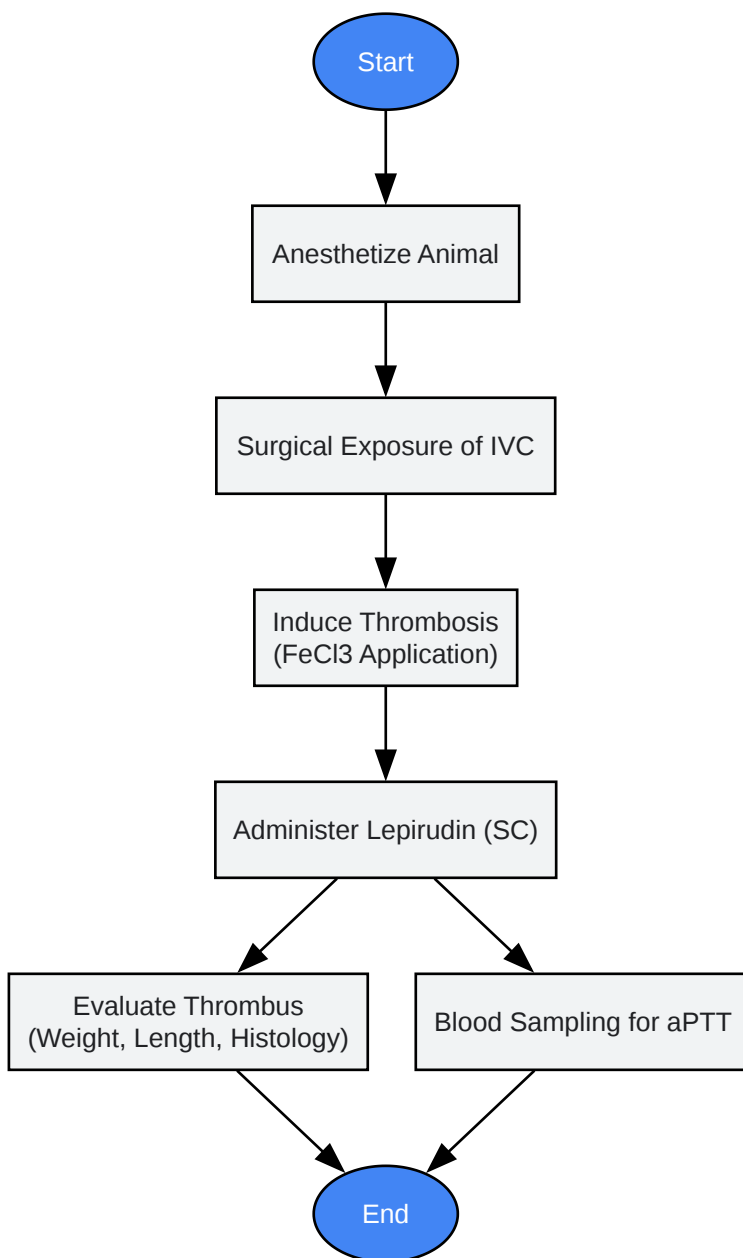 Start
Anesthetize Animal
Surgical Exposure of IVC
Induce Thrombosis
(FeCl3 Application)
Administer Lepirudin (SC)
Evaluate Thrombus
(Weight, Length, Histology)
Blood Sampling for aPTT
End